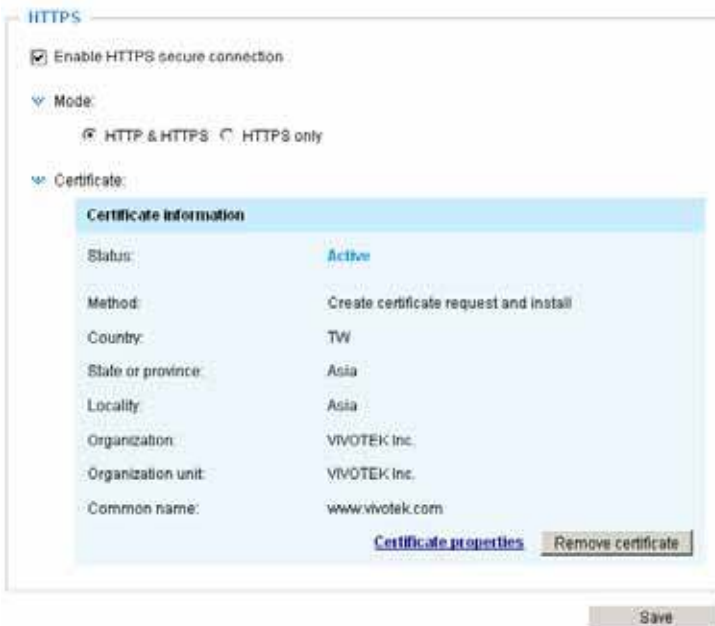 HTTPS
Enable HTTPS secure connection
Mode:
HTTP & HTTPS HTTPS only
Certificate:
Certificate information
Status: Active
Method: Create certificate request and install
Country: TW
State or province: Asia
Locality: Asia
Organization: VIVOTEK Inc.
Organization unit: VIVOTEK Inc.
Common name: www.vivotek.com
Certificate properties Remove certificate
Save